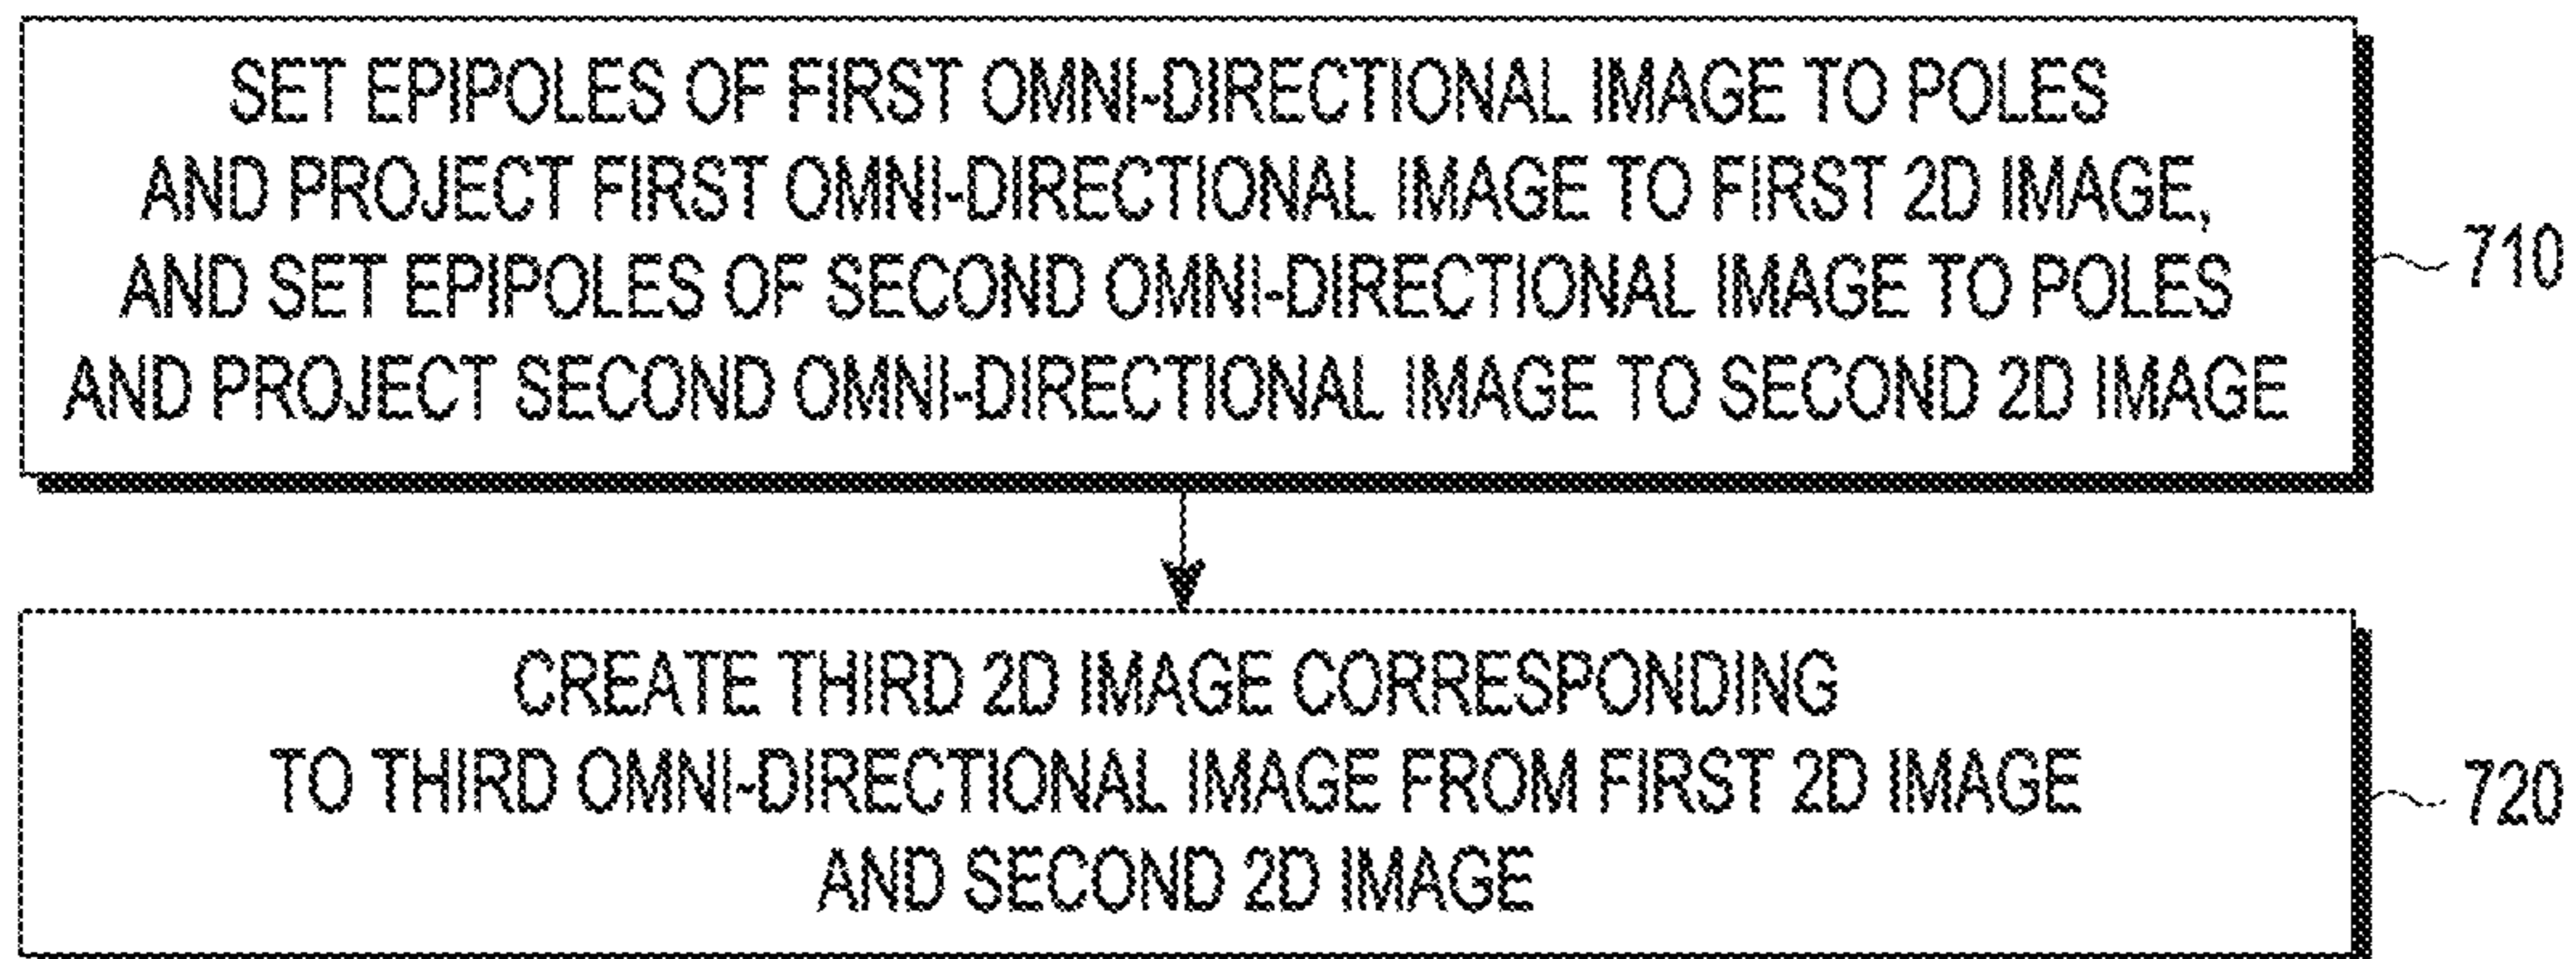 SET EPIPOLES OF FIRST OMNI-DIRECTIONAL IMAGE TO POLES
AND PROJECT FIRST OMNI-DIRECTIONAL IMAGE TO FIRST 2D IMAGE,
AND SET EPIPOLES OF SECOND OMNI-DIRECTIONAL IMAGE TO POLES
AND PROJECT SECOND OMNI-DIRECTIONAL IMAGE TO SECOND 2D IMAGE
710
CREATE THIRD 2D IMAGE CORRESPONDING
TO THIRD OMNI-DIRECTIONAL IMAGE FROM FIRST 2D IMAGE
AND SECOND 2D IMAGE
720